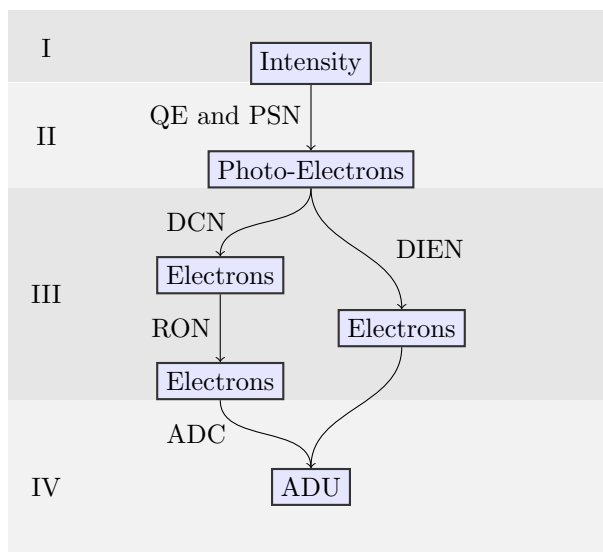 I
Intensity
QE and PSN
II
Photo-Electrons
DCN
DIEN
Electrons
III
RON
Electrons
Electrons
ADC
IV
ADU